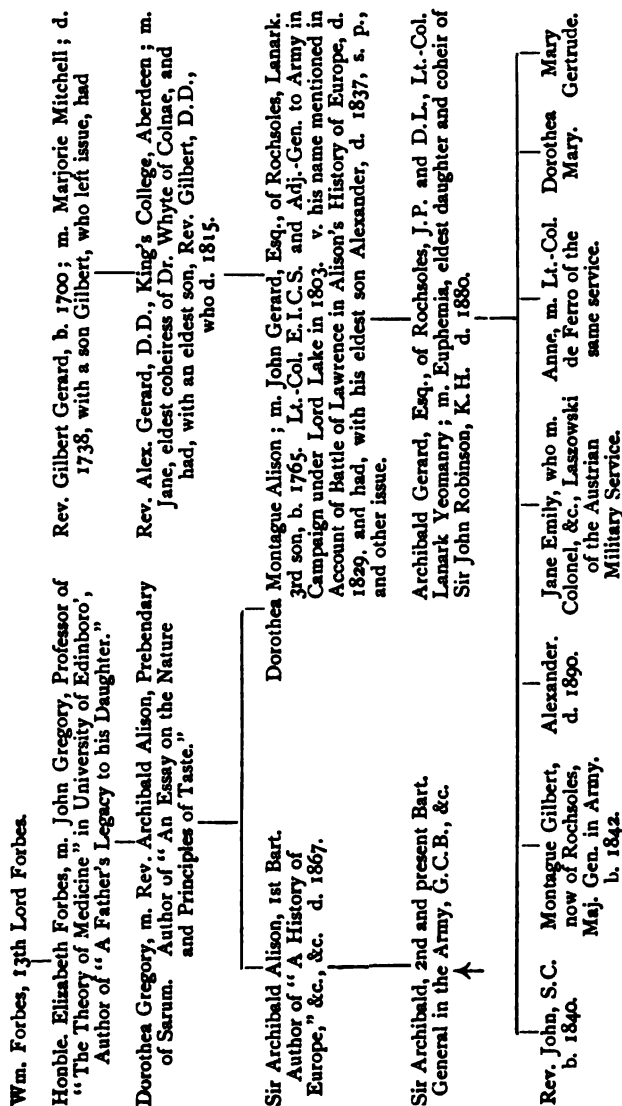 Wm. Forbes, 13th Lord Forbes.
Honble. Elizabeth Forbes, m. John Gregory, Professor of
"The Theory of Medicine" in University of Edinboro',
Author of "A Father's Legacy to his Daughter."
Dorothea Gregory, m. Rev. Archibald Alison, Prebendary
of Sarum. Author of "An Essay on the Nature
and Principles of Taste."
Rev. Gilbert Gerard, b. 1700; m. Marjorie Mitchell; d.
1738, with a son Gilbert, who left issue, had
Rev. Alex. Gerard, D.D., King's College, Aberdeen; m.
Jane, eldest coheiress of Dr. Whyte of Colnae, and
had, with an eldest son, Rev. Gilbert, D.D.,
who d. 1815.
Sir Archibald Alison, 1st Bart.
Author of "A History of
Europe," &c., &c. d. 1867.
Dorothea Montague Alison; m. John Gerard, Esq., of Rochsoles, Lanark.
3rd son, b. 1765. Lt.-Col. E.I.C.S. and Adj.-Gen. to Army in
Campaign under Lord Lake in 1803. v. his name mentioned in
Account of Battle of Lawrence in Alison's History of Europe, d.
1829. and had, with his eldest son Alexander, d. 1837, s. p.,
and other issue.
Sir Archibald, 2nd and present Bart.
General in the Army, G.C.B., &c.
Archibald Gerard, Esq., of Rochsoles, J.P. and D.L., Lt.-Col.
Lanark Yeomanry; m. Euphemia, eldest daughter and coheir of
Sir John Robinson, K.H. d. 1880.
Rev. John, S.C.
b. 1840.
Montague Gilbert,
now of Rochsoles,
Maj. Gen. in Army.
b. 1842.
Alexander.
d. 1890.
Jane Emily, who m.
Colonel, &c., Laszowski
of the Austrian
Military Service.
Anne, m. Lt.-Col.
de Ferro of the
same service.
Dorothea
Mary.
Mary
Gertrude.